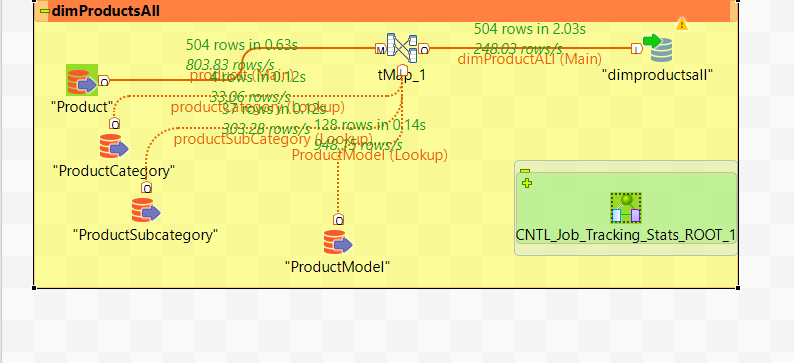 dimProductsAll
504 rows in 0.63s
803.83 rows/s
product (Main)
504 rows in 2.03s
248.03 rows/s
dimProductALl (Main)
M
O
I
tMap_1
"dimproductsall"
O
"Product"
4 rows in 0.12s
33.06 rows/s
productCategory (Lookup)
O
"ProductCategory"
37 rows in 0.12s
303.28 rows/s
productSubCategory (Lookup)
O
"ProductSubcategory"
128 rows in 0.14s
948.15 rows/s
ProductModel (Lookup)
O
"ProductModel"
CNTL_Job_Tracking_Stats_ROOT_1